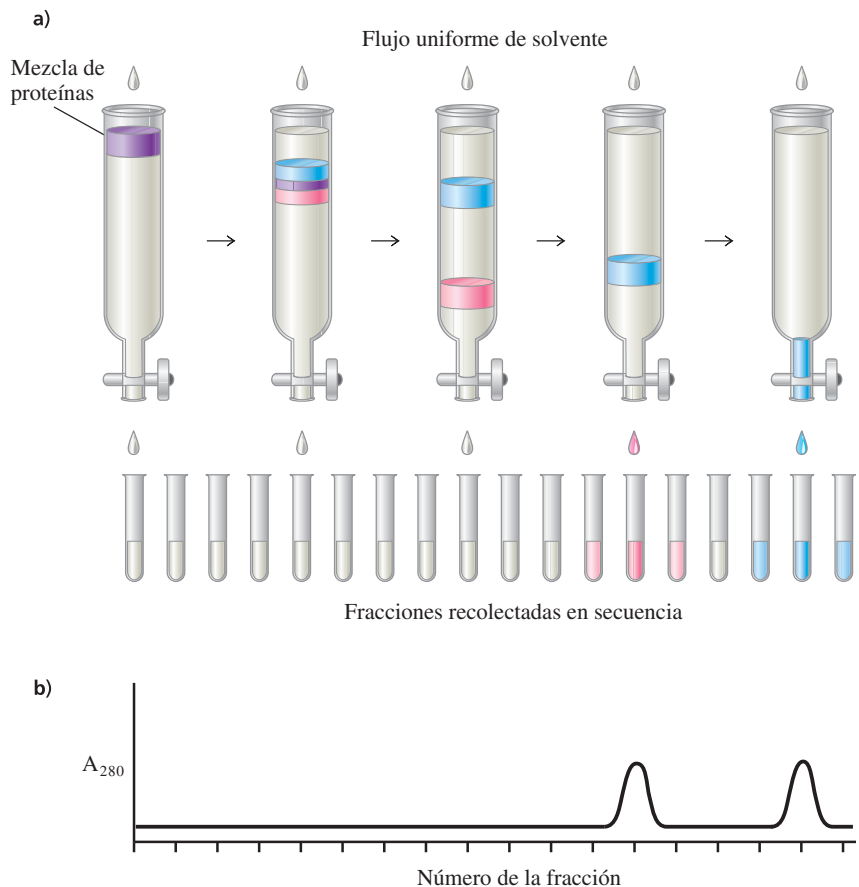 a)
Flujo uniforme de solvente
Mezcla de
proteínas
Fracciones recolectadas en secuencia
b)
A₂₈₀
Número de la fracción